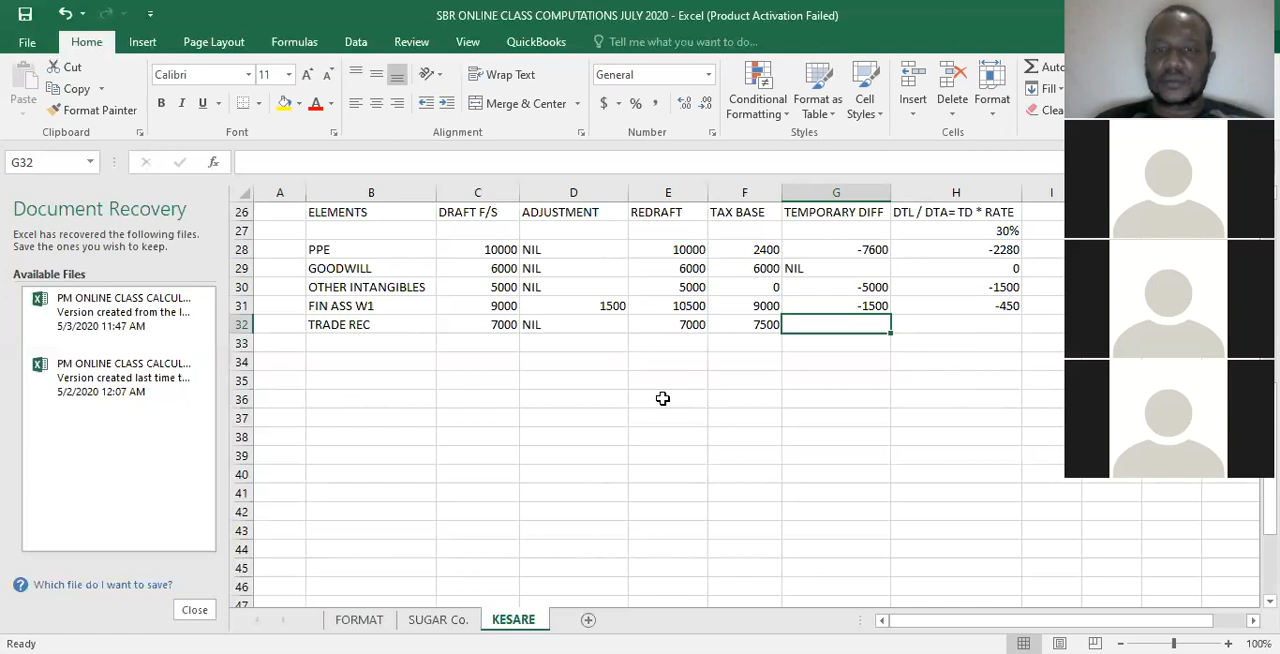 SBR ONLINE CLASS COMPUTATIONS JULY 2020 - Excel (Product Activation Failed)
File Home Insert Page Layout Formulas Data Review View QuickBooks Tell me what you want to do...
Paste
Cut
Copy
Format Painter
Calibri 11
B I U
Wrap Text
Merge & Center
General
$ % ,
Conditional Formatting
Format as Table
Cell Styles
Insert
Delete
Format
Auto
Fill
Clea
Clipboard Font Alignment Number Styles Cells
G32 fx
Document Recovery
Excel has recovered the following files.
Save the ones you wish to keep.
Available Files
PM ONLINE CLASS CALCUL...
Version created from the l...
5/3/2020 11:47 AM
PM ONLINE CLASS CALCUL...
Version created last time t...
5/2/2020 12:07 AM
Which file do I want to save?
Close
A B C D E F G H I
26 ELEMENTS DRAFT F/S ADJUSTMENT REDRAFT TAX BASE TEMPORARY DIFF DTL / DTA= TD * RATE
27 30%
28 PPE 10000 NIL 10000 2400 -7600 -2280
29 GOODWILL 6000 NIL 6000 6000 NIL 0
30 OTHER INTANGIBLES 5000 NIL 5000 0 -5000 -1500
31 FIN ASS W1 9000 1500 10500 9000 -1500 -450
32 TRADE REC 7000 NIL 7000 7500
33
34
35
36
37
38
39
40
41
42
43
44
45
46
47
FORMAT SUGAR Co. KESARE
Ready 100%